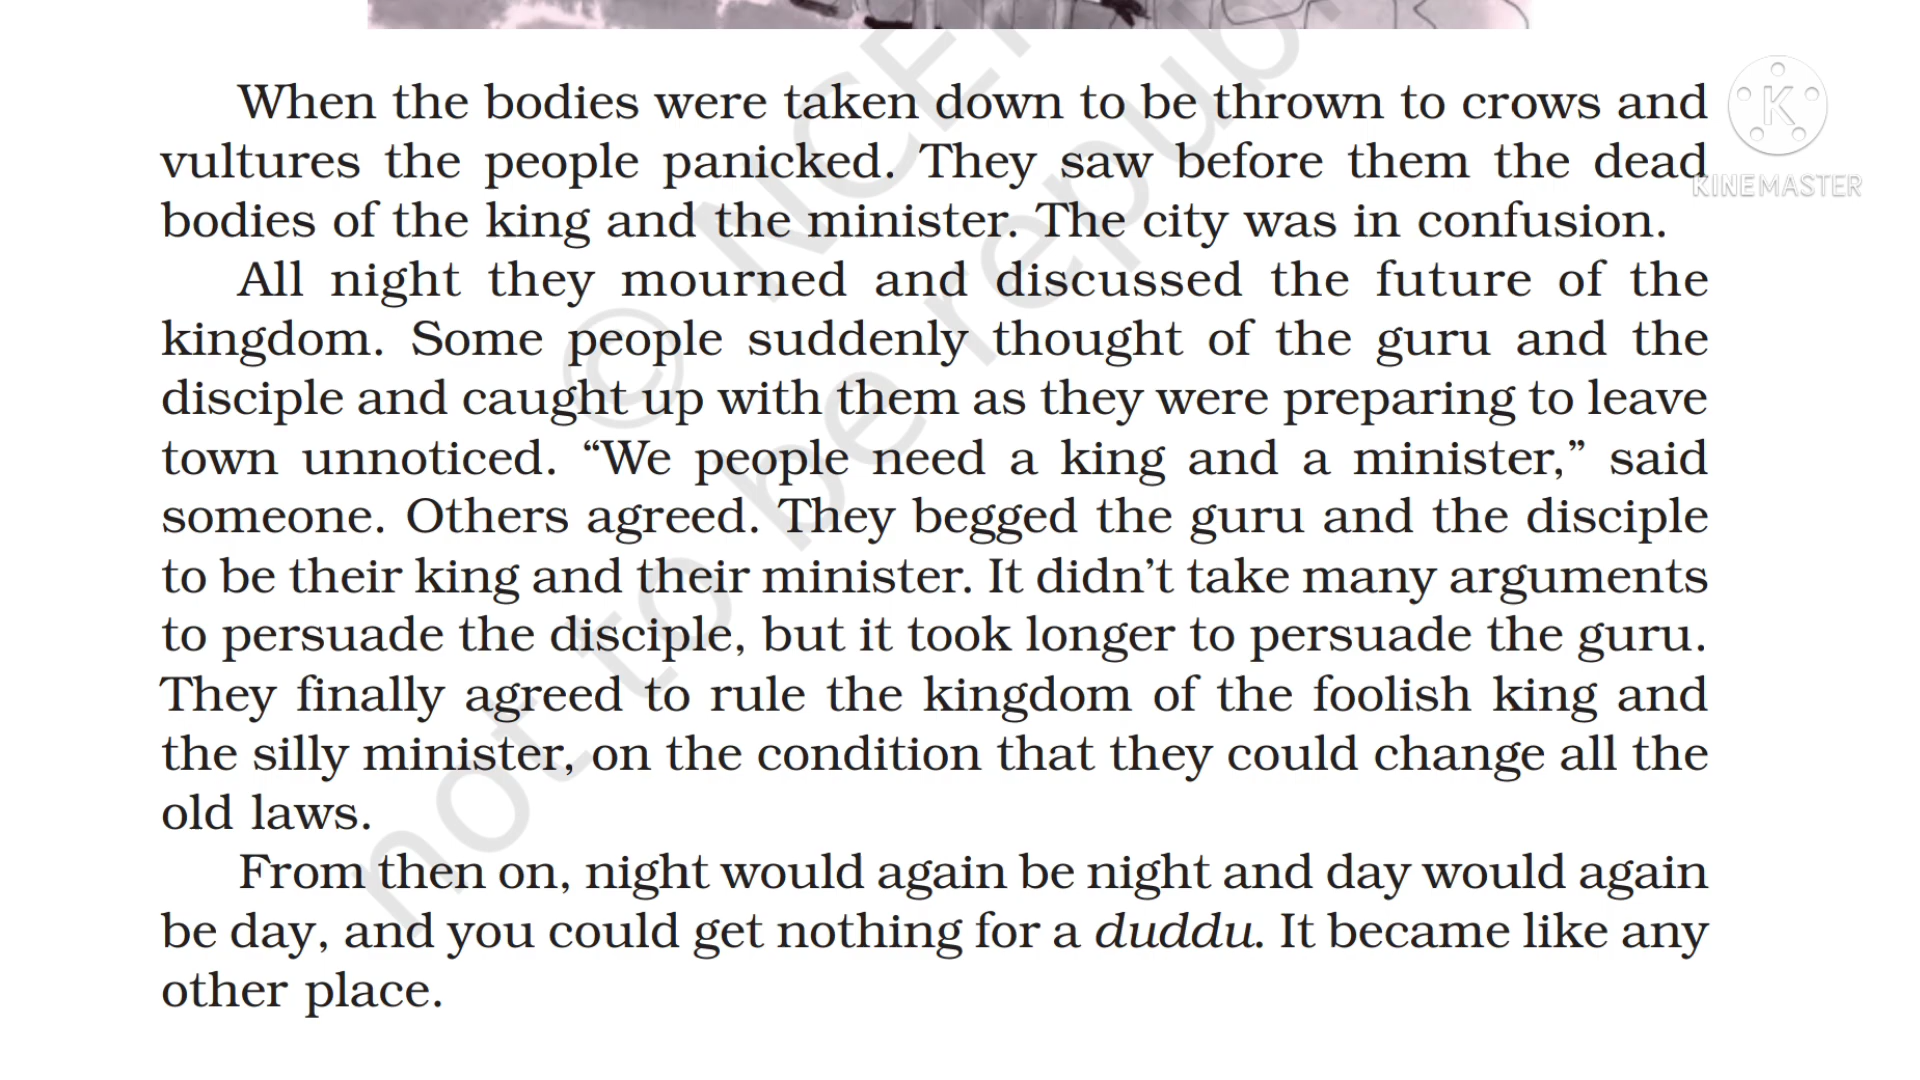 When the bodies were taken down to be thrown to crows and
vultures the people panicked. They saw before them the dead
bodies of the king and the minister. The city was in confusion.
All night they mourned and discussed the future of the
kingdom. Some people suddenly thought of the guru and the
disciple and caught up with them as they were preparing to leave
town unnoticed. “We people need a king and a minister,” said
someone. Others agreed. They begged the guru and the disciple
to be their king and their minister. It didn’t take many arguments
to persuade the disciple, but it took longer to persuade the guru.
They finally agreed to rule the kingdom of the foolish king and
the silly minister, on the condition that they could change all the
old laws.
From then on, night would again be night and day would again
be day, and you could get nothing for a duddu. It became like any
other place.
K
KINEMASTER
© NCE
not to be republ